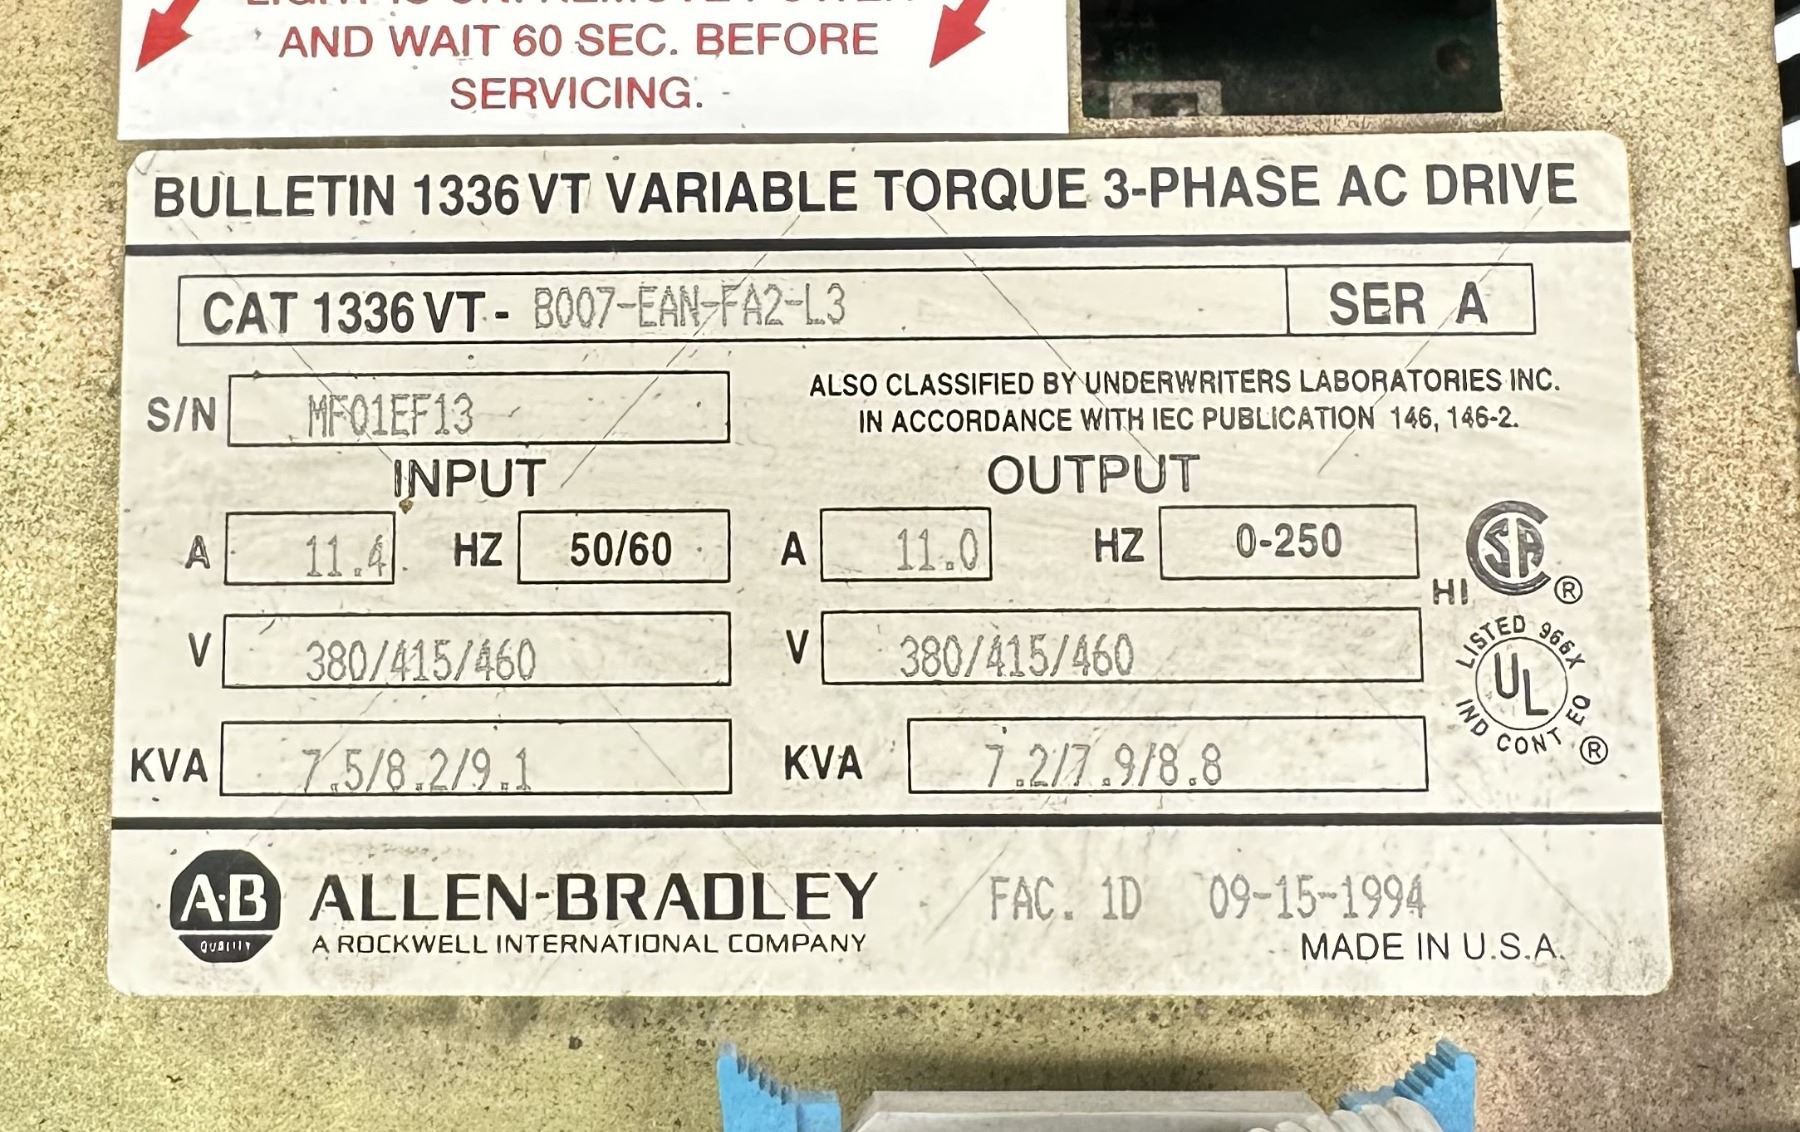 AND WAIT 60 SEC. BEFORE
SERVICING.
BULLETIN 1336 VT VARIABLE TORQUE 3-PHASE AC DRIVE
CAT 1336 VT - B007-EAN-FA2-L3 SER A
S/N MF01EF13
ALSO CLASSIFIED BY UNDERWRITERS LABORATORIES INC.
IN ACCORDANCE WITH IEC PUBLICATION 146, 146-2.
INPUT OUTPUT
A 11.4 HZ 50/60 A 11.0 HZ 0-250
HI SA ®
V 380/415/460 V 380/415/460
LISTED 966X
UL
IND CONT EQ ®
KVA 7.5/8.2/9.1 KVA 7.2/7.9/8.8
A·B ALLEN-BRADLEY FAC. 1D 09-15-1994
QUALITY A ROCKWELL INTERNATIONAL COMPANY MADE IN U.S.A.